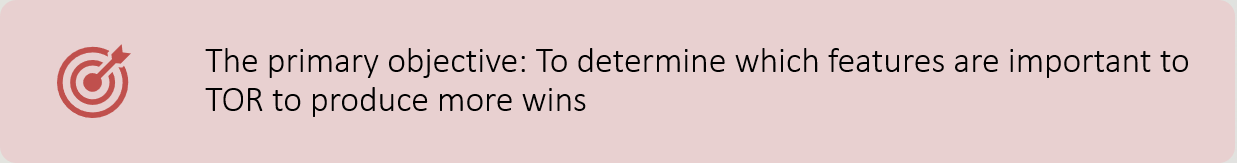 The primary objective: To determine which features are important to
TOR to produce more wins